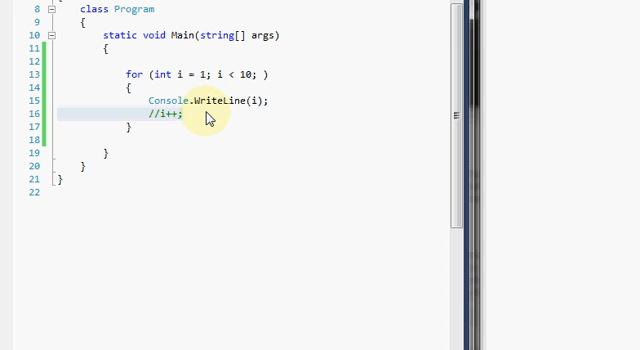 8 class Program
9 {
10 static void Main(string[] args)
11 {
12
13 for (int i = 1; i < 10; )
14 {
15 Console.WriteLine(i);
16 //i++;
17 }
18
19 }
20 }
21 }
22